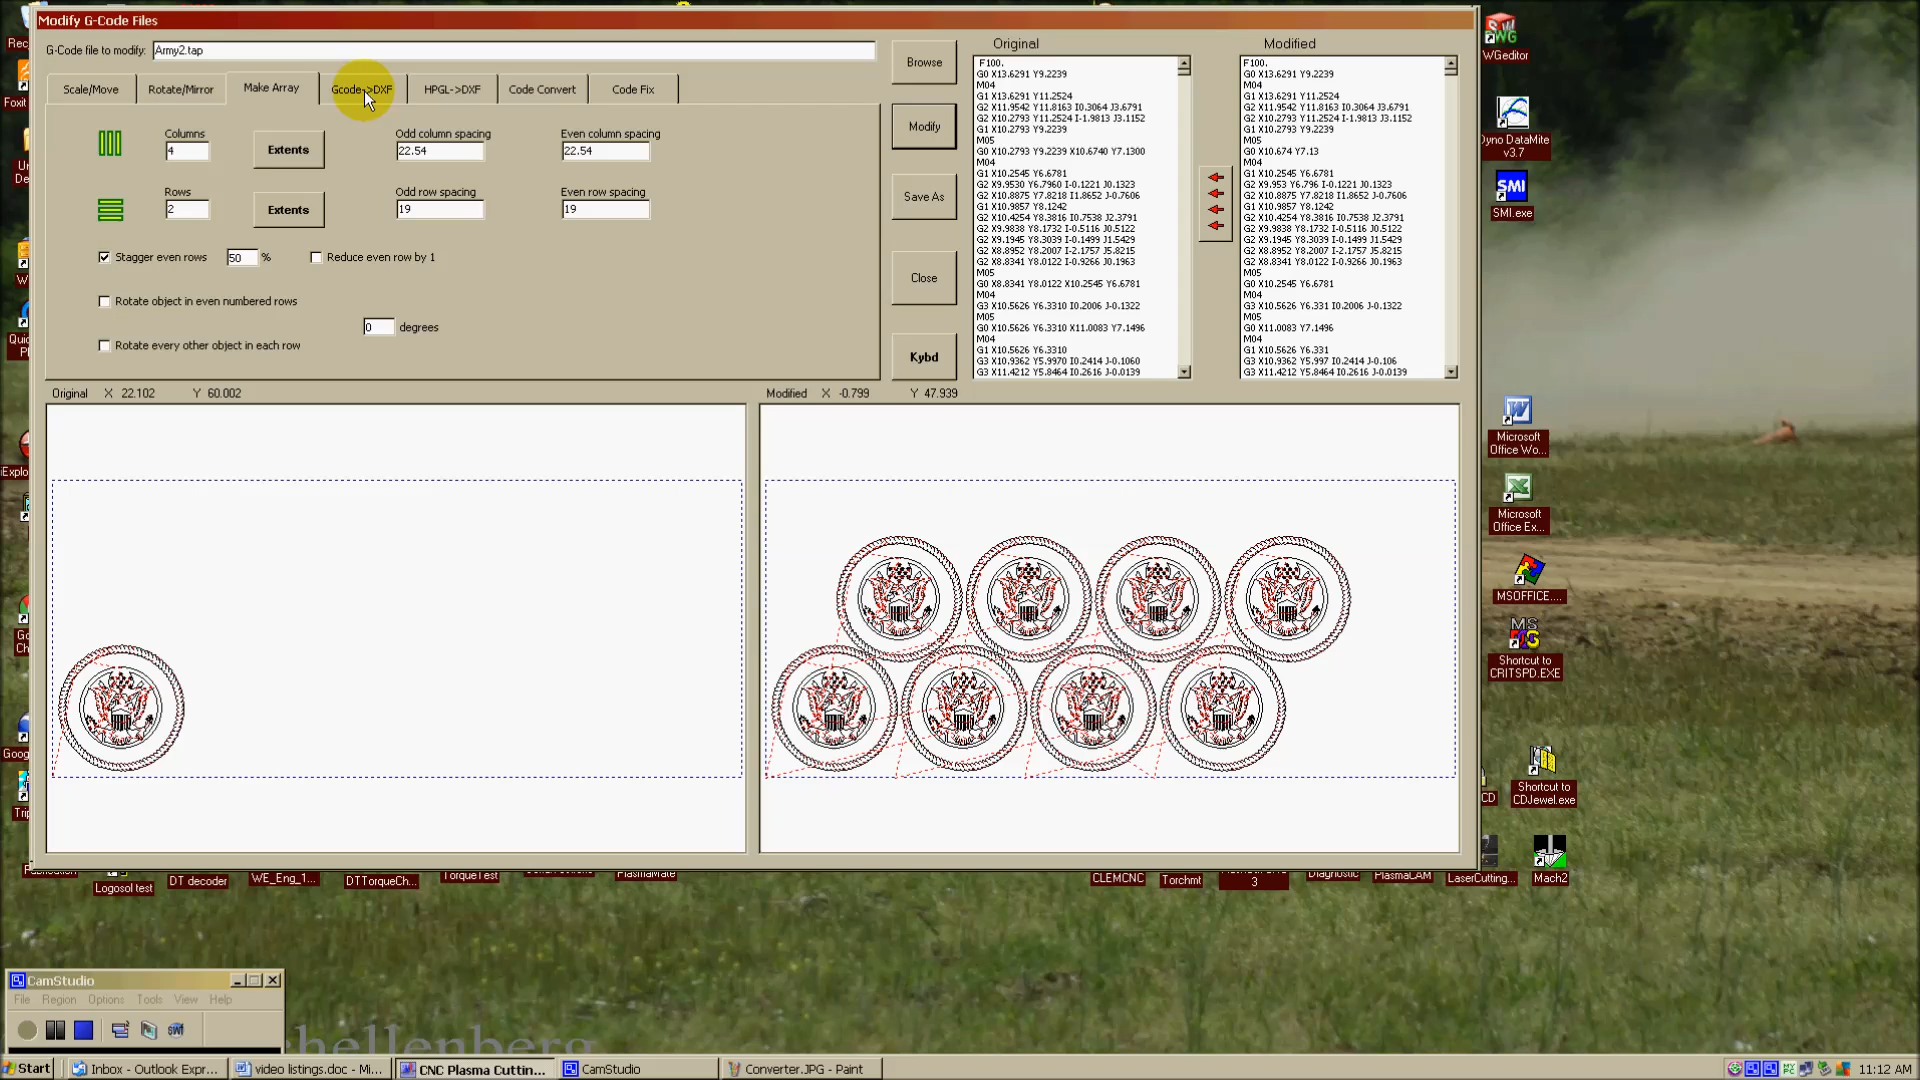 Modify G-Code Files
G-Code file to modify: Army2.tap
Browse
Original
Modified
Scale/Move
Rotate/Mirror
Make Array
Gcode->DXF
HPGL->DXF
Code Convert
Code Fix
Columns
4
Extents
Odd column spacing
22.54
Even column spacing
22.54
Rows
2
Extents
Odd row spacing
19
Even row spacing
19
Stagger even rows 50 %
Reduce even row by 1
Rotate object in even numbered rows
0 degrees
Rotate every other object in each row
Modify
Save As
Close
Kybd
F100.
G0 X13.6291 Y9.2239
M04
G1 X13.6291 Y11.2524
G2 X11.9542 Y11.8163 I0.3064 J3.6791
G2 X10.2793 Y11.2524 I-1.9813 J3.1152
G1 X10.2793 Y9.2239
M05
G0 X10.2793 Y9.2239 X10.6740 Y7.1300
M04
G1 X10.2545 Y6.6781
G2 X9.9530 Y6.7960 I-0.1221 J0.1323
G2 X10.8875 Y7.8218 I1.8652 J-0.7606
G1 X10.9857 Y8.1242
G2 X10.4254 Y8.3816 I0.7538 J2.3791
G2 X9.9838 Y8.1732 I-0.5116 J0.5122
G2 X9.1945 Y8.3039 I-0.1499 J1.5429
G2 X8.8952 Y8.2007 I-2.1757 J5.8215
G2 X8.8341 Y8.0122 I-0.9266 J0.1963
M05
G0 X8.8341 Y8.0122 X10.2545 Y6.6781
M04
G3 X10.5626 Y6.3310 I0.2006 J-0.1322
M05
G0 X10.5626 Y6.3310 X11.0083 Y7.1496
M04
G1 X10.5626 Y6.3310
G3 X10.9362 Y5.9970 I0.2414 J-0.1060
G3 X11.4212 Y5.8464 I0.2616 J-0.0139
F100.
G0 X13.6291 Y9.2239
M04
G1 X13.6291 Y11.2524
G2 X11.9542 Y11.8163 I0.3064 J3.6791
G2 X10.2793 Y11.2524 I-1.9813 J3.1152
G1 X10.2793 Y9.2239
M05
G0 X10.674 Y7.13
M04
G1 X10.2545 Y6.6781
G2 X9.953 Y6.796 I-0.1221 J0.1323
G2 X10.8875 Y7.8218 I1.8652 J-0.7606
G1 X10.9857 Y8.1242
G2 X10.4254 Y8.3816 I0.7538 J2.3791
G2 X9.9838 Y8.1732 I-0.5116 J0.5122
G2 X9.1945 Y8.3039 I-0.1499 J1.5429
G2 X8.8952 Y8.2007 I-2.1757 J5.8215
G2 X8.8341 Y8.0122 I-0.9266 J0.1963
M05
G0 X10.2545 Y6.6781
M04
G3 X10.5626 Y6.331 I0.2006 J-0.1322
M05
G0 X11.0083 Y7.1496
M04
G1 X10.5626 Y6.331
G3 X10.9362 Y5.997 I0.2414 J-0.106
G3 X11.4212 Y5.8464 I0.2616 J-0.0139
Original X 22.102 Y 60.002
Modified X -0.799 Y 47.939
WGeditor
Dyno DataMite
v3.7
SMI
SMI.exe
Microsoft
Office Wo...
Microsoft
Office Ex...
MSOFFICE....
Shortcut to
CRITSPD.EXE
Shortcut to
CDJewel.exe
Mach2
Logosol test
DT decoder
WE_Eng_1...
DTTorqueCh...
TorqueTest
PlasmaMate
CLEMCNC
Torchmt
3
Diagnostic
PlasmaCAM
LaserCutting...
CamStudio
File Region Options Tools View Help
hellenberg
Start
Inbox - Outlook Expr...
video listings.doc - Mi...
CNC Plasma Cuttin...
CamStudio
Converter.JPG - Paint
11:12 AM